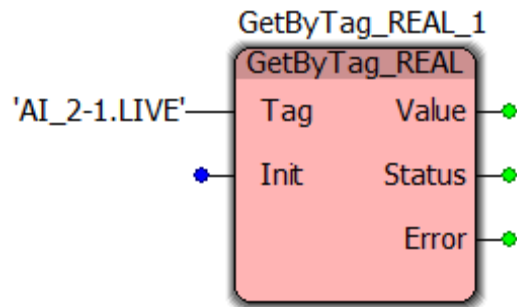 GetByTag_REAL_1
GetByTag_REAL
'AI_2-1.LIVE' Tag Value
Init Status
Error